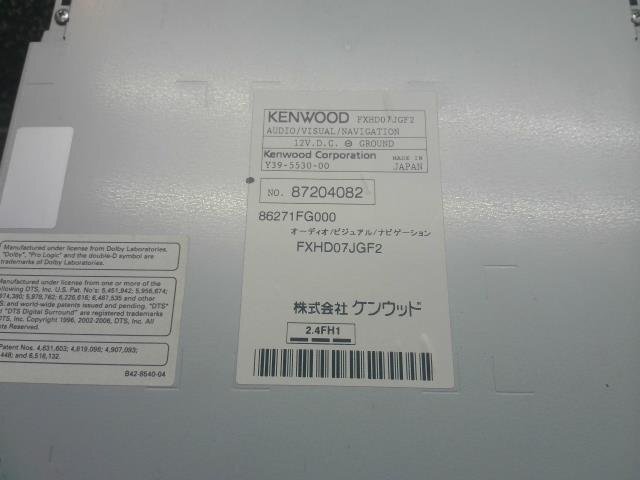 KENWOOD FXHD07JGF2
AUDIO/VISUAL/NAVIGATION
12V.D.C. ⊖ GROUND
Kenwood Corporation MADE IN
Y39-5530-00 JAPAN
NO. 87204082
86271FG000
オーディオ/ビジュアル/ナビゲーション
FXHD07JGF2
株式会社 ケンウッド
2.4FH1
Manufactured under license from Dolby Laboratories.
"Dolby", "Pro Logic" and the double-D symbol are
trademarks of Dolby Laboratories.
Manufactured under license from one or more of the
following DTS, Inc. U.S. Pat. No's: 5,451,942; 5,956,674;
974,380; 5,978,762; 6,226,616; 6,487,535 and other
S. and world-wide patents issued and pending. "DTS"
"DTS Digital Surround" are registered trademarks
DTS, Inc. Copyright 1996, 2002-2006, DTS, Inc. All
ts Reserved.
Patent Nos. 4,631,603; 4,819,098; 4,907,093;
448; and 6,516,132.
B42-8540-04